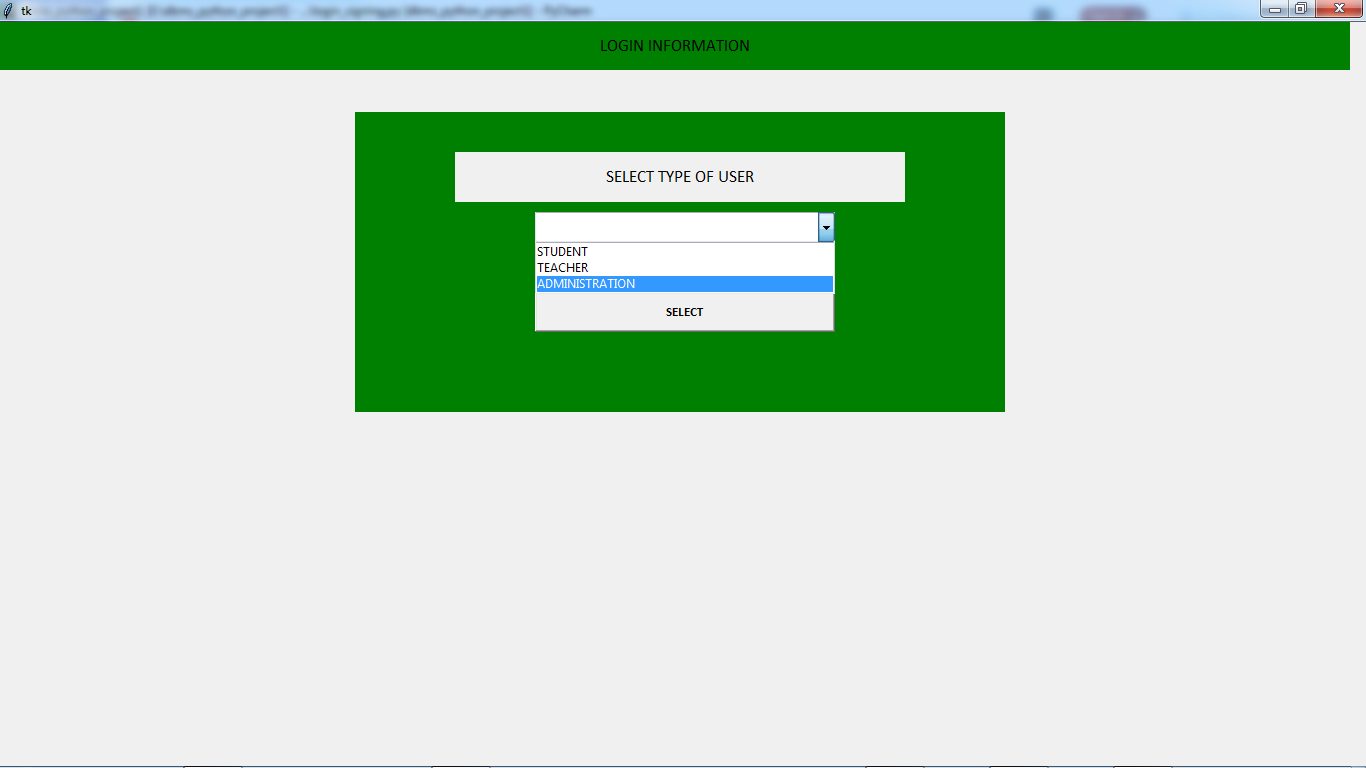 tk
LOGIN INFORMATION
SELECT TYPE OF USER
STUDENT
TEACHER
ADMINISTRATION
SELECT